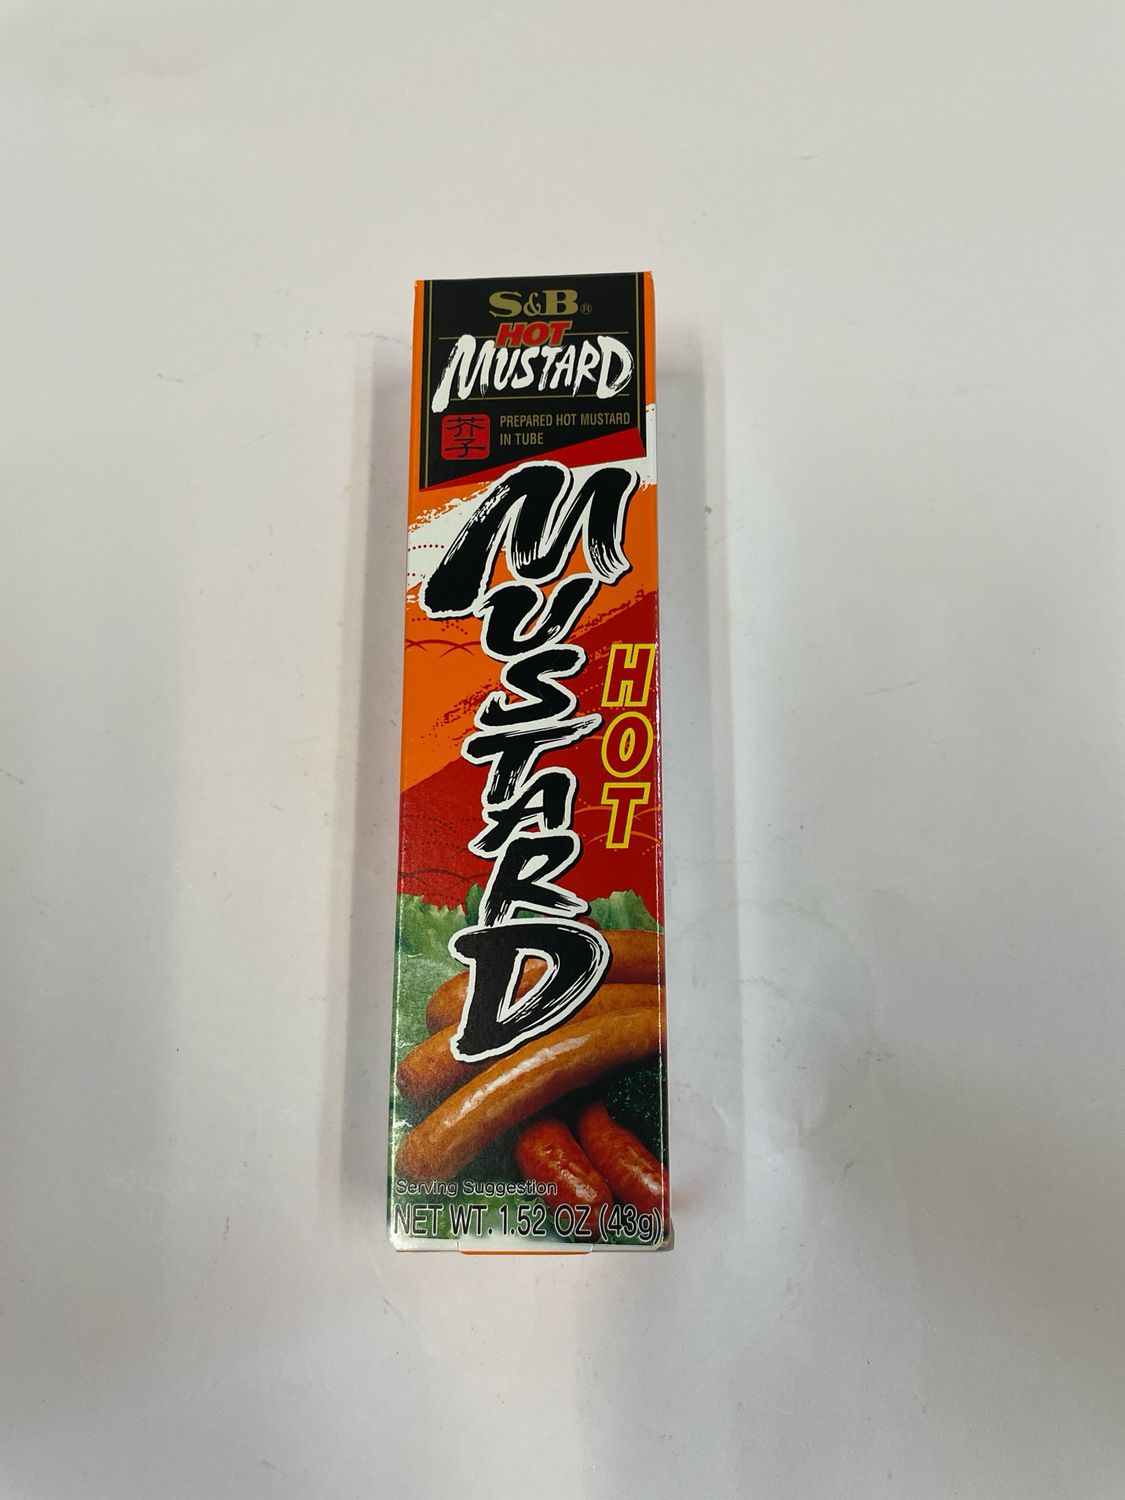 S&B®
HOT
MUSTARD
芥子
PREPARED HOT MUSTARD
IN TUBE
MUSTARD
HOT
Serving Suggestion
NET WT. 1.52 OZ (43g)